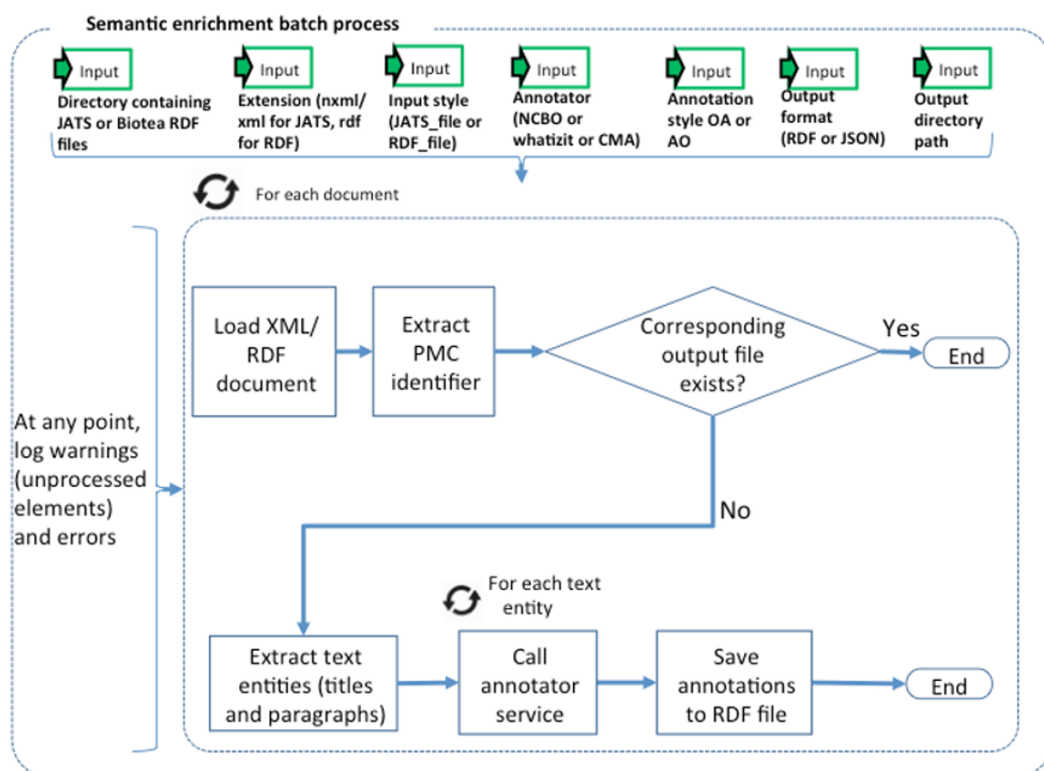 Semantic enrichment batch process
Input
Directory containing
JATS or Biotea RDF
files
Input
Extension (nxml/
xml for JATS, rdf
for RDF)
Input
Input style
(JATS_file or
RDF_file)
Input
Annotator
(NCBO or
whatizit or CMA)
Input
Annotation
style OA or
AO
Input
Output
format
(RDF or JSON)
Input
Output
directory
path
For each document
At any point,
log warnings
(unprocessed
elements)
and errors
Load XML/
RDF
document
Extract
PMC
identifier
Corresponding
output file
exists?
Yes
End
No
For each text
entity
Extract text
entities (titles
and paragraphs)
Call
annotator
service
Save
annotations
to RDF file
End